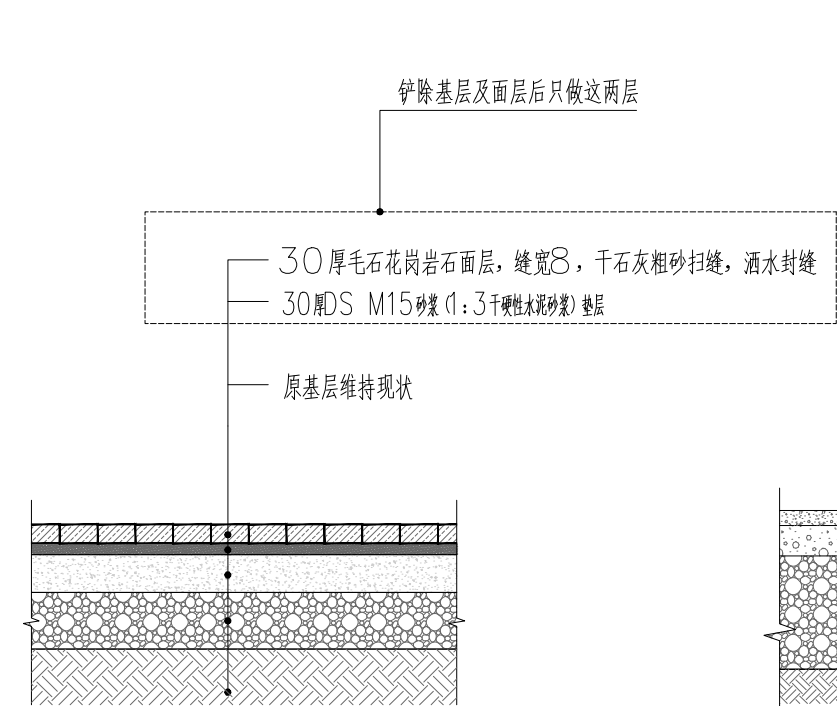 铲除基层及面层后只做这两层
30厚毛石花岗岩石面层，缝宽8，干石灰粗砂扫缝，洒水封缝
30厚DS M15砂浆（1：3干硬性水泥砂浆）垫层
原基层维持现状